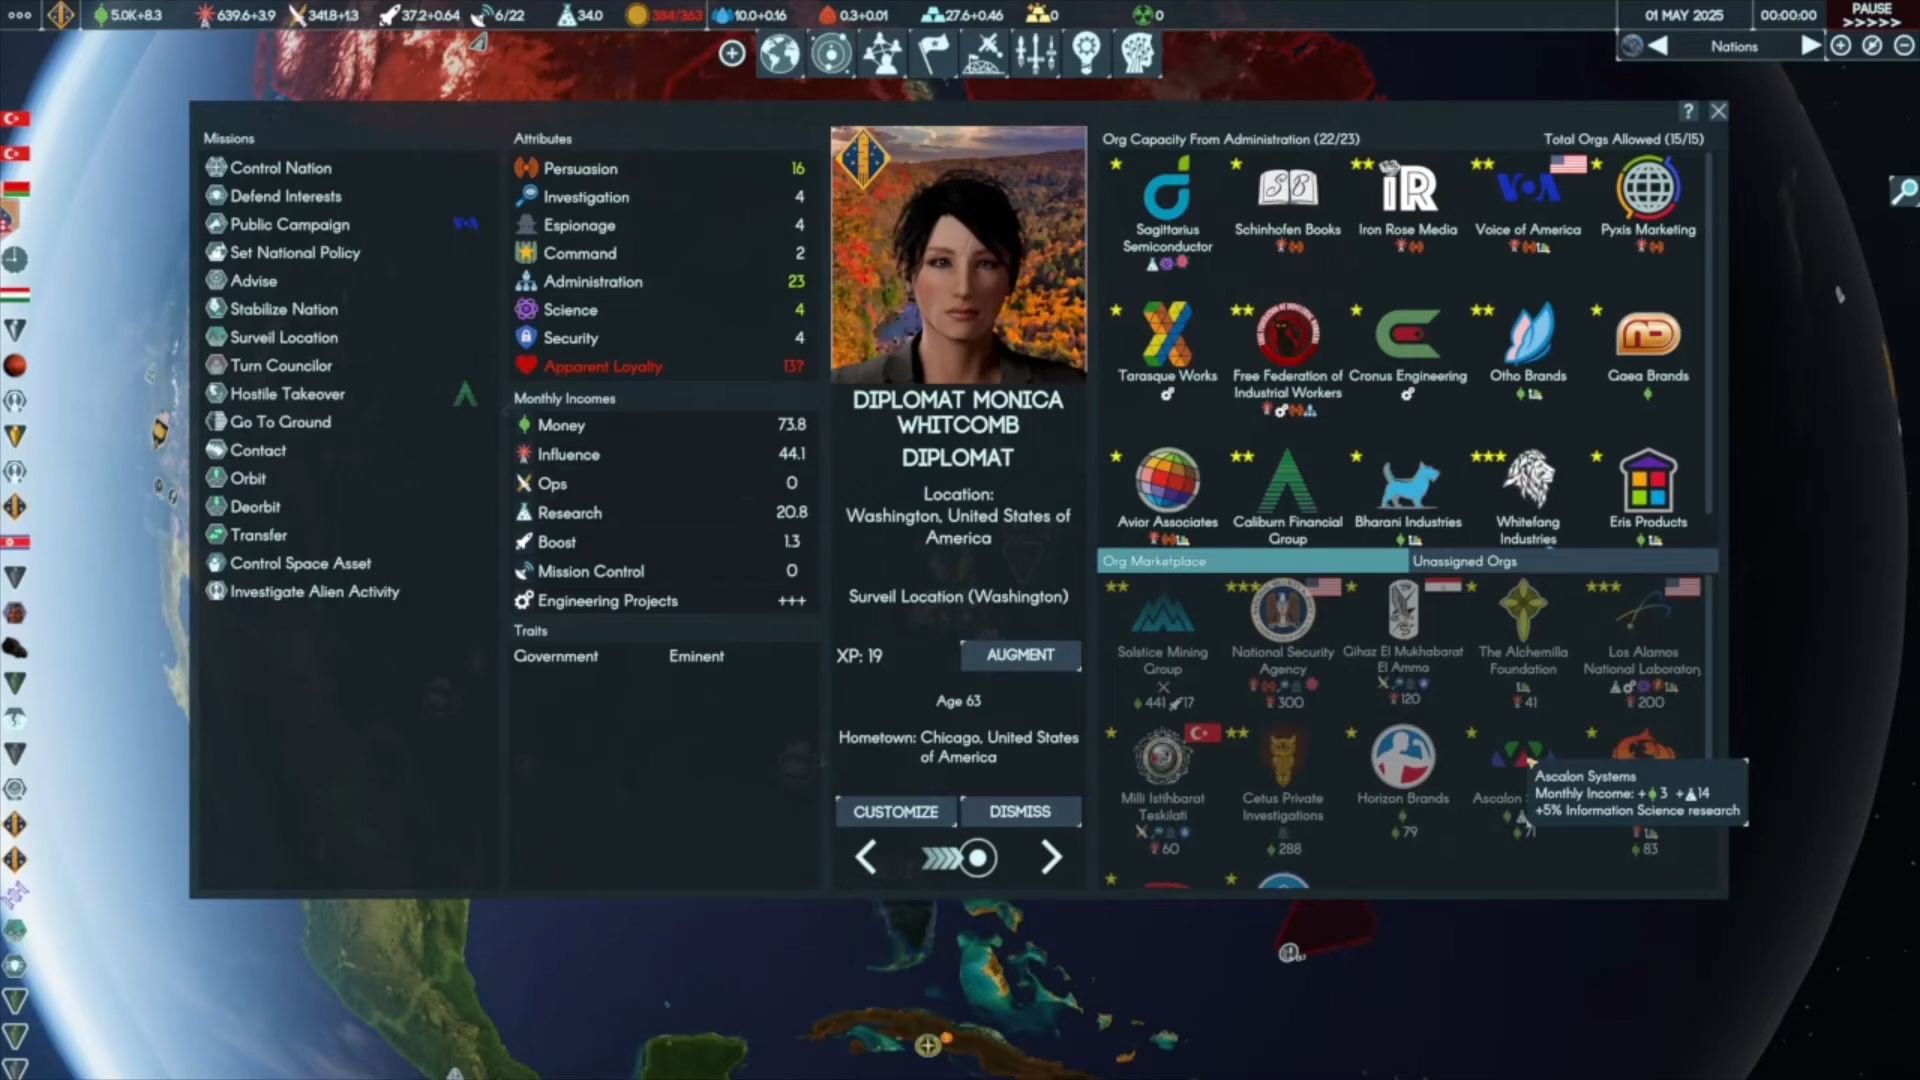 5.0K+8.3
639.6+3.9
341.8+1.3
37.2+0.64
6/22
34.0
384/363
10.0+0.16
0.3+0.01
27.6+0.46
0
0
01 MAY 2025
00:00:00
PAUSE
>>>>>
Nations
?
Missions
Control Nation
Defend Interests
Public Campaign
VOA
Set National Policy
Advise
Stabilize Nation
Surveil Location
Turn Councilor
Hostile Takeover
Go To Ground
Contact
Orbit
Deorbit
Transfer
Control Space Asset
Investigate Alien Activity
Attributes
Persuasion 16
Investigation 4
Espionage 4
Command 2
Administration 23
Science 4
Security 4
Apparent Loyalty 13?
Monthly Incomes
Money 73.8
Influence 44.1
Ops 0
Research 20.8
Boost 1.3
Mission Control 0
Engineering Projects +++
Traits
Government Eminent
DIPLOMAT MONICA
WHITCOMB
DIPLOMAT
Location:
Washington, United States of
America
Surveil Location (Washington)
XP: 19
AUGMENT
Age 63
Hometown: Chicago, United States
of America
CUSTOMIZE
DISMISS
Org Capacity From Administration (22/23)
Total Orgs Allowed (15/15)
SB
iR
VOA
Sagittarius
Semiconductor
Schinhofen Books
Iron Rose Media
Voice of America
Pyxis Marketing
Tarasque Works
Free Federation of
Industrial Workers
Cronus Engineering
Otho Brands
Gaea Brands
Avior Associates
Caliburn Financial
Group
Bharani Industries
Whitefang
Industries
Eris Products
Org Marketplace
Unassigned Orgs
Solstice Mining
Group
441 17
National Security
Agency
300
Gihaz El Mukhabarat
El Amma
120
The Alchemilla
Foundation
41
Los Alamos
National Laboratory
200
Milli Istihbarat
Teskilati
60
Cetus Private
Investigations
288
Horizon Brands
79
Ascalon
71
83
Ascalon Systems
Monthly Income: +3 +14
+5% Information Science research